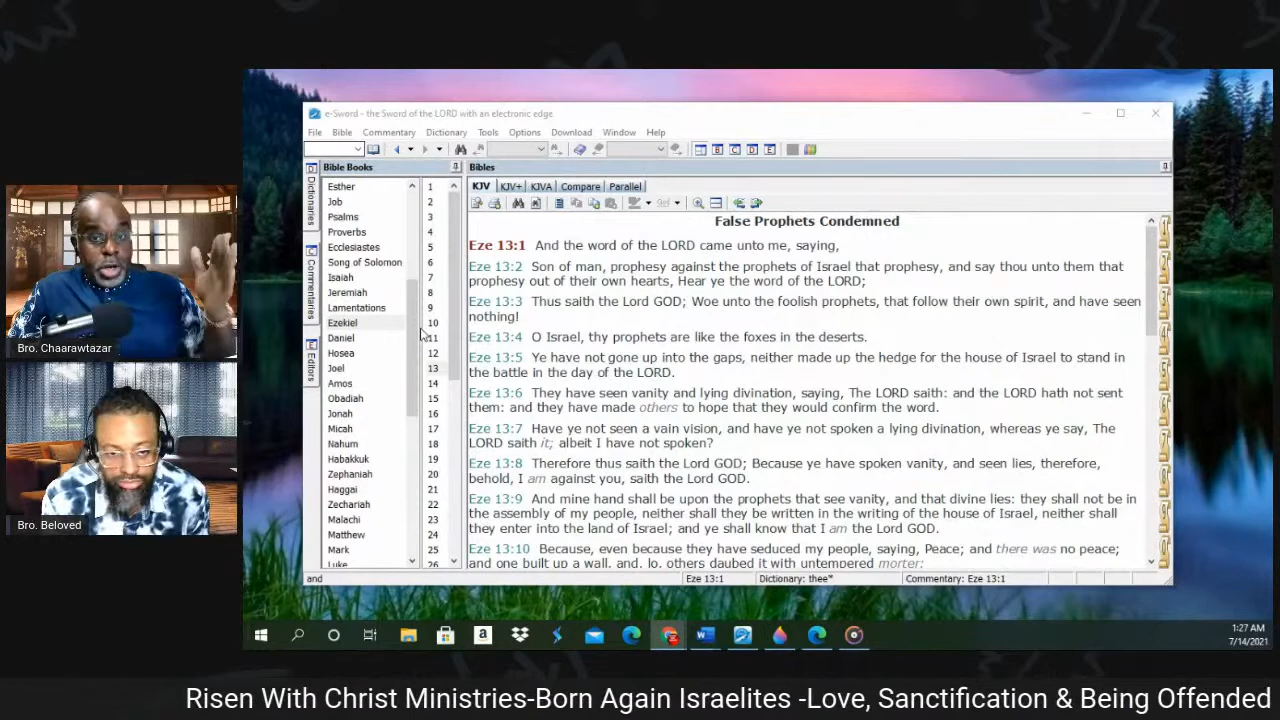 e-Sword - the Sword of the LORD with an electronic edge
File Bible Commentary Dictionary Tools Options Download Window Help
Bible Books
Bibles
Dictionaries
Commentaries
Editors
Esther 1
Job 2
Psalms 3
Proverbs 4
Ecclesiastes 5
Song of Solomon 6
Isaiah 7
Jeremiah 8
Lamentations 9
Ezekiel 10
Daniel 11
Hosea 12
Joel 13
Amos 14
Obadiah 15
Jonah 16
Micah 17
Nahum 18
Habakkuk 19
Zephaniah 20
Haggai 21
Zechariah 22
Malachi 23
Matthew 24
Mark 25
Luke 26
KJV KJV+ KJVA Compare Parallel
False Prophets Condemned
Eze 13:1 And the word of the LORD came unto me, saying,
Eze 13:2 Son of man, prophesy against the prophets of Israel that prophesy, and say thou unto them that
prophesy out of their own hearts, Hear ye the word of the LORD;
Eze 13:3 Thus saith the Lord GOD; Woe unto the foolish prophets, that follow their own spirit, and have seen
nothing!
Eze 13:4 O Israel, thy prophets are like the foxes in the deserts.
Eze 13:5 Ye have not gone up into the gaps, neither made up the hedge for the house of Israel to stand in
the battle in the day of the LORD.
Eze 13:6 They have seen vanity and lying divination, saying, The LORD saith: and the LORD hath not sent
them: and they have made others to hope that they would confirm the word.
Eze 13:7 Have ye not seen a vain vision, and have ye not spoken a lying divination, whereas ye say, The
LORD saith it; albeit I have not spoken?
Eze 13:8 Therefore thus saith the Lord GOD; Because ye have spoken vanity, and seen lies, therefore,
behold, I am against you, saith the Lord GOD.
Eze 13:9 And mine hand shall be upon the prophets that see vanity, and that divine lies: they shall not be in
the assembly of my people, neither shall they be written in the writing of the house of Israel, neither shall
they enter into the land of Israel; and ye shall know that I am the Lord GOD.
Eze 13:10 Because, even because they have seduced my people, saying, Peace; and there was no peace;
and one built up a wall, and, lo, others daubed it with untempered morter:
and
Eze 13:1
Dictionary: thee*
Commentary: Eze 13:1
Bro. Chaarawtazar
Bro. Beloved
1:27 AM
7/14/2021
Risen With Christ Ministries-Born Again Israelites -Love, Sanctification & Being Offended